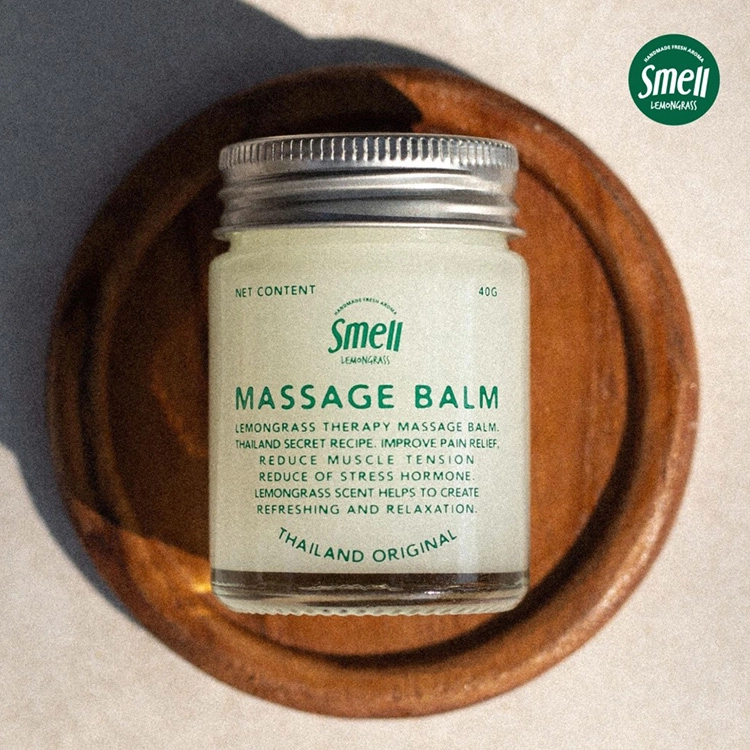 HANDMADE FRESH AROMA
Smell
LEMONGRASS
NET CONTENT 40G
HANDMADE FRESH AROMA
Smell
LEMONGRASS
MASSAGE BALM
LEMONGRASS THERAPY MASSAGE BALM.
THAILAND SECRET RECIPE. IMPROVE PAIN RELIEF,
REDUCE MUSCLE TENSION
REDUCE OF STRESS HORMONE.
LEMONGRASS SCENT HELPS TO CREATE
REFRESHING AND RELAXATION.
THAILAND ORIGINAL